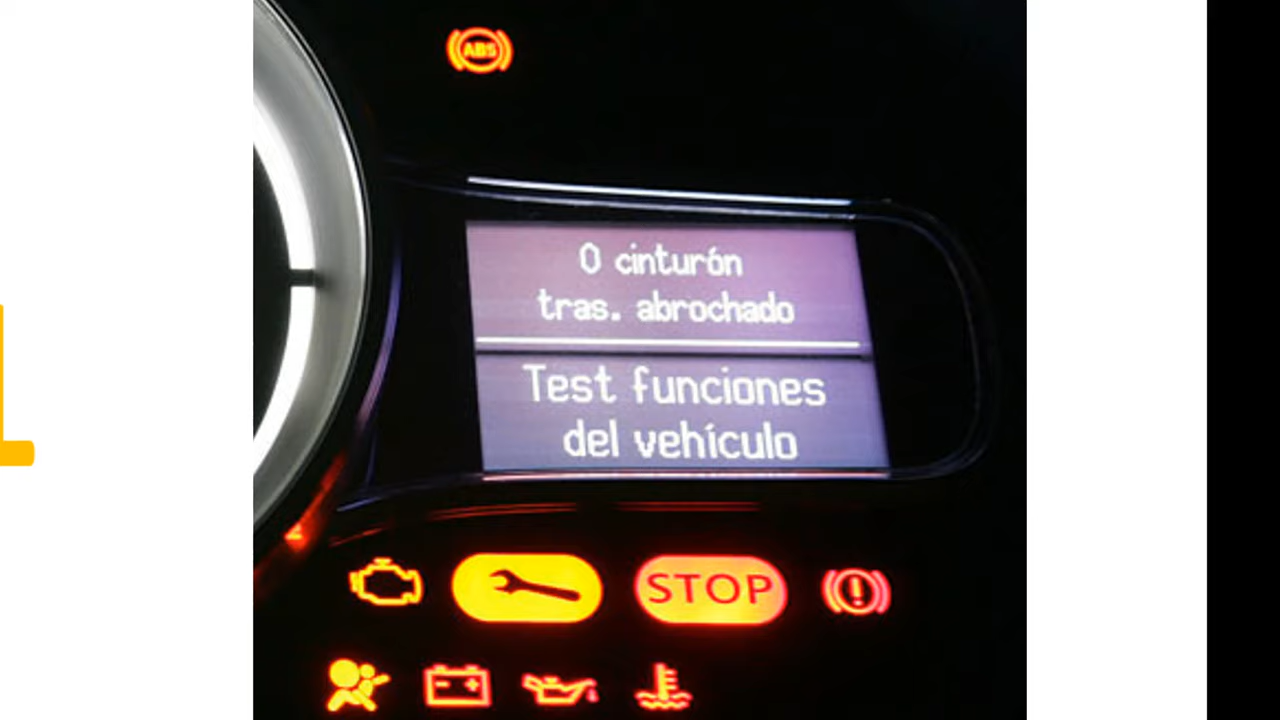 ABS
0 cinturón
tras. abrochado
Test funciones
del vehículo
STOP